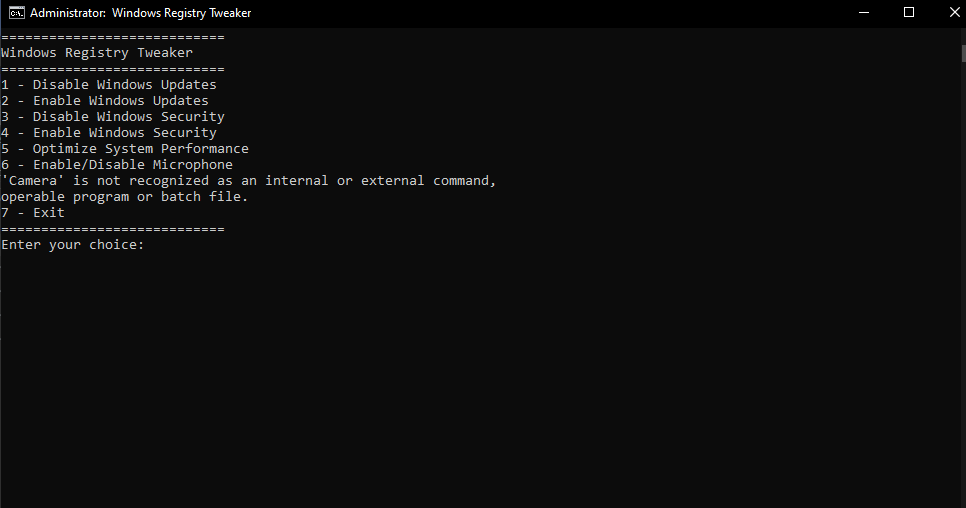 Administrator: Windows Registry Tweaker
============================
Windows Registry Tweaker
============================
1 - Disable Windows Updates
2 - Enable Windows Updates
3 - Disable Windows Security
4 - Enable Windows Security
5 - Optimize System Performance
6 - Enable/Disable Microphone
'Camera' is not recognized as an internal or external command,
operable program or batch file.
7 - Exit
============================
Enter your choice: